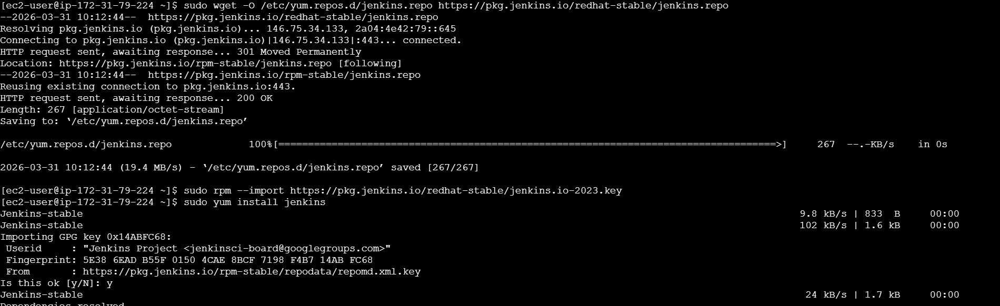 [ec2-user@ip-172-31-79-224 ~]$ sudo wget -O /etc/yum.repos.d/jenkins.repo https://pkg.jenkins.io/redhat-stable/jenkins.repo
--2026-03-31 10:12:44--  https://pkg.jenkins.io/redhat-stable/jenkins.repo
Resolving pkg.jenkins.io (pkg.jenkins.io)... 146.75.34.133, 2a04:4e42:79::645
Connecting to pkg.jenkins.io (pkg.jenkins.io)|146.75.34.133|:443... connected.
HTTP request sent, awaiting response... 301 Moved Permanently
Location: https://pkg.jenkins.io/rpm-stable/jenkins.repo [following]
--2026-03-31 10:12:44--  https://pkg.jenkins.io/rpm-stable/jenkins.repo
Reusing existing connection to pkg.jenkins.io:443.
HTTP request sent, awaiting response... 200 OK
Length: 267 [application/octet-stream]
Saving to: ‘/etc/yum.repos.d/jenkins.repo’
/etc/yum.repos.d/jenkins.repo 100%[====================================================================================>] 267 --.-KB/s in 0s
2026-03-31 10:12:44 (19.4 MB/s) - ‘/etc/yum.repos.d/jenkins.repo’ saved [267/267]
[ec2-user@ip-172-31-79-224 ~]$ sudo rpm --import https://pkg.jenkins.io/redhat-stable/jenkins.io-2023.key
[ec2-user@ip-172-31-79-224 ~]$ sudo yum install jenkins
Jenkins-stable 9.8 kB/s | 833 B 00:00
Jenkins-stable 102 kB/s | 1.6 kB 00:00
Importing GPG key 0x14ABFC68:
 Userid     : "Jenkins Project <jenkinsci-board@googlegroups.com>"
 Fingerprint: 5E38 6EAD B55F 0150 4CAE 8BCF 7198 F4B7 14AB FC68
 From       : https://pkg.jenkins.io/rpm-stable/repodata/repomd.xml.key
Is this ok [y/N]: y
Jenkins-stable 24 kB/s | 1.7 kB 00:00
Dependencies resolved